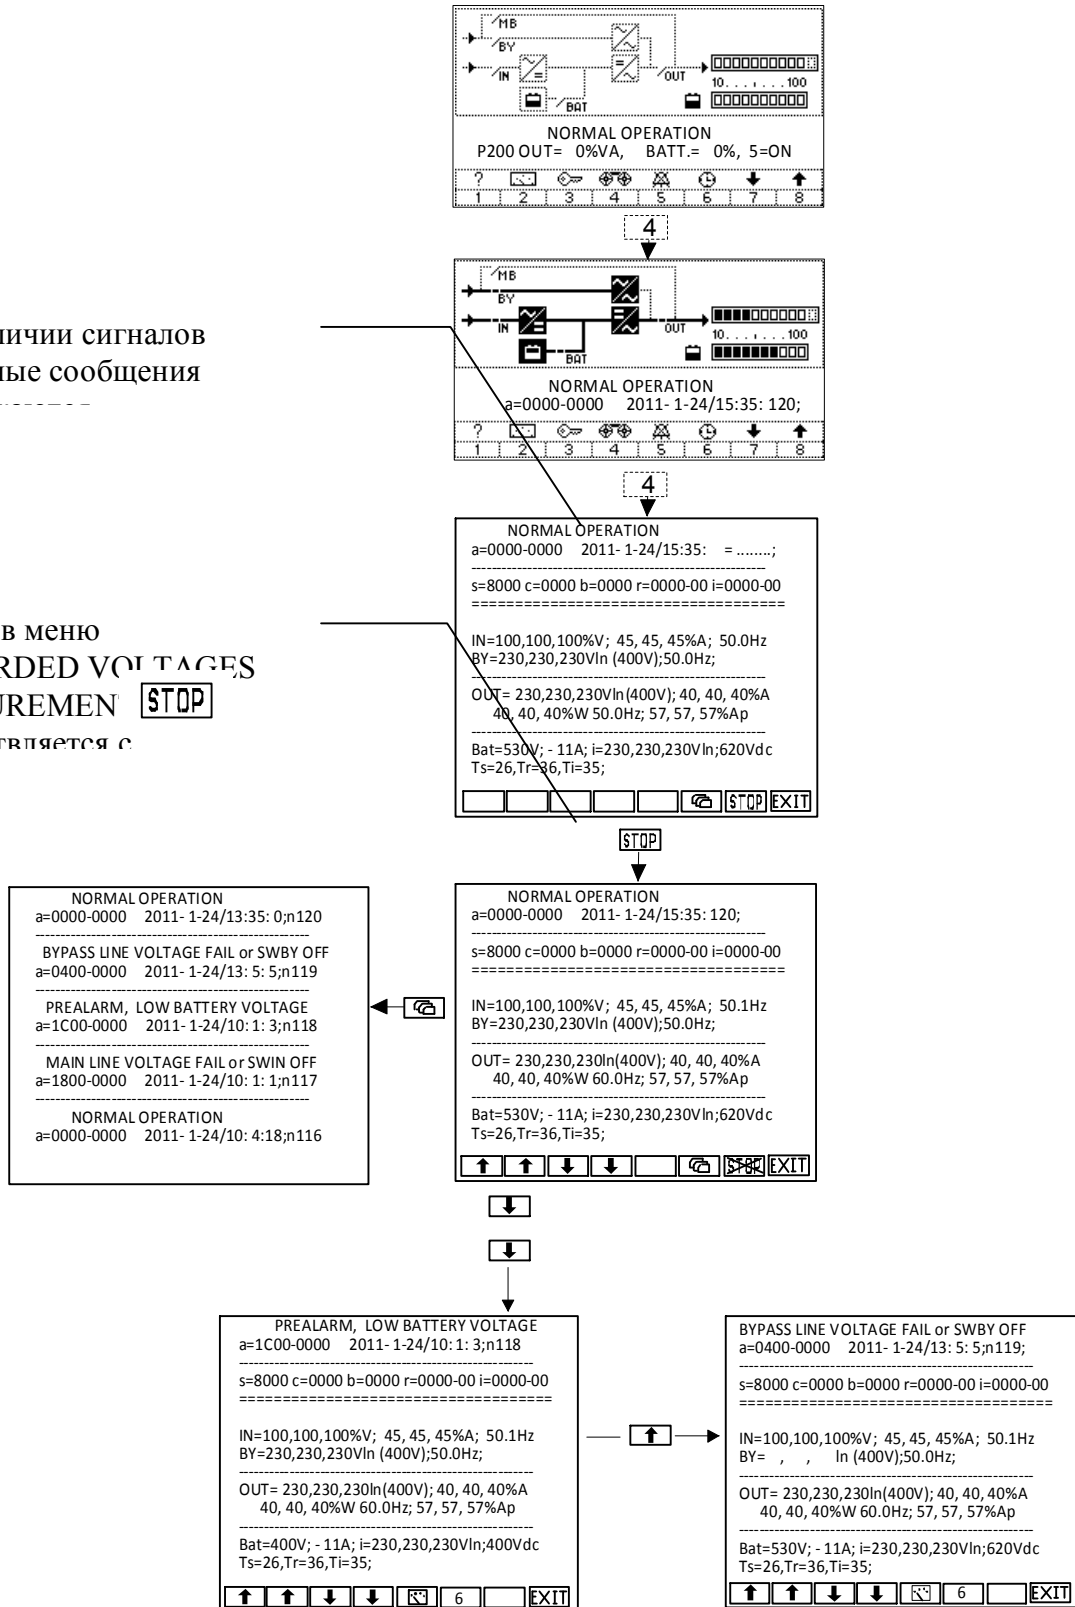 MB
BY
IN
OUT
BAT
10. . . . . . .100
NORMAL OPERATION
P200 OUT= 0%VA, BATT.= 0%, 5=ON
?
1 2 3 4 5 6 7 8
4
MB
BY
IN
OUT
BAT
10. . . . . . .100
NORMAL OPERATION
a=0000-0000 2011- 1-24/15:35: 120;
?
1 2 3 4 5 6 7 8
личии сигналов
ные сообщения
4
NORMAL OPERATION
a=0000-0000 2011- 1-24/15:35: = ........;
s=8000 c=0000 b=0000 r=0000-00 i=0000-00
====================================
IN=100,100,100%V; 45, 45, 45%A; 50.0Hz
BY=230,230,230Vln (400V);50.0Hz;
OUT= 230,230,230Vln(400V); 40, 40, 40%A
40, 40, 40%W 50.0Hz; 57, 57, 57%Ap
Bat=530V; - 11A; i=230,230,230Vln;620Vdc
Ts=26,Tr=36,Ti=35;
STOP EXIT
в меню
RDED VOLTAGES
UREMEN STOP
твляется с
STOP
NORMAL OPERATION
a=0000-0000 2011- 1-24/13:35: 0;n120
BYPASS LINE VOLTAGE FAIL or SWBY OFF
a=0400-0000 2011- 1-24/13: 5: 5;n119
PREALARM, LOW BATTERY VOLTAGE
a=1C00-0000 2011- 1-24/10: 1: 3;n118
MAIN LINE VOLTAGE FAIL or SWIN OFF
a=1800-0000 2011- 1-24/10: 1: 1;n117
NORMAL OPERATION
a=0000-0000 2011- 1-24/10: 4:18;n116
NORMAL OPERATION
a=0000-0000 2011- 1-24/15:35: 120;
s=8000 c=0000 b=0000 r=0000-00 i=0000-00
====================================
IN=100,100,100%V; 45, 45, 45%A; 50.1Hz
BY=230,230,230Vln (400V);50.0Hz;
OUT= 230,230,230ln(400V); 40, 40, 40%A
40, 40, 40%W 60.0Hz; 57, 57, 57%Ap
Bat=530V; - 11A; i=230,230,230Vln;620Vdc
Ts=26,Tr=36,Ti=35;
STOP EXIT
PREALARM, LOW BATTERY VOLTAGE
a=1C00-0000 2011- 1-24/10: 1: 3;n118
s=8000 c=0000 b=0000 r=0000-00 i=0000-00
====================================
IN=100,100,100%V; 45, 45, 45%A; 50.1Hz
BY=230,230,230Vln (400V);50.0Hz;
OUT= 230,230,230ln(400V); 40, 40, 40%A
40, 40, 40%W 60.0Hz; 57, 57, 57%Ap
Bat=400V; - 11A; i=230,230,230Vln;400Vdc
Ts=26,Tr=36,Ti=35;
6 EXIT
BYPASS LINE VOLTAGE FAIL or SWBY OFF
a=0400-0000 2011- 1-24/13: 5: 5;n119;
s=8000 c=0000 b=0000 r=0000-00 i=0000-00
====================================
IN=100,100,100%V; 45, 45, 45%A; 50.1Hz
BY= , , ln (400V);50.0Hz;
OUT= 230,230,230ln(400V); 40, 40, 40%A
40, 40, 40%W 60.0Hz; 57, 57, 57%Ap
Bat=530V; - 11A; i=230,230,230Vln;620Vdc
Ts=26,Tr=36,Ti=35;
6 EXIT